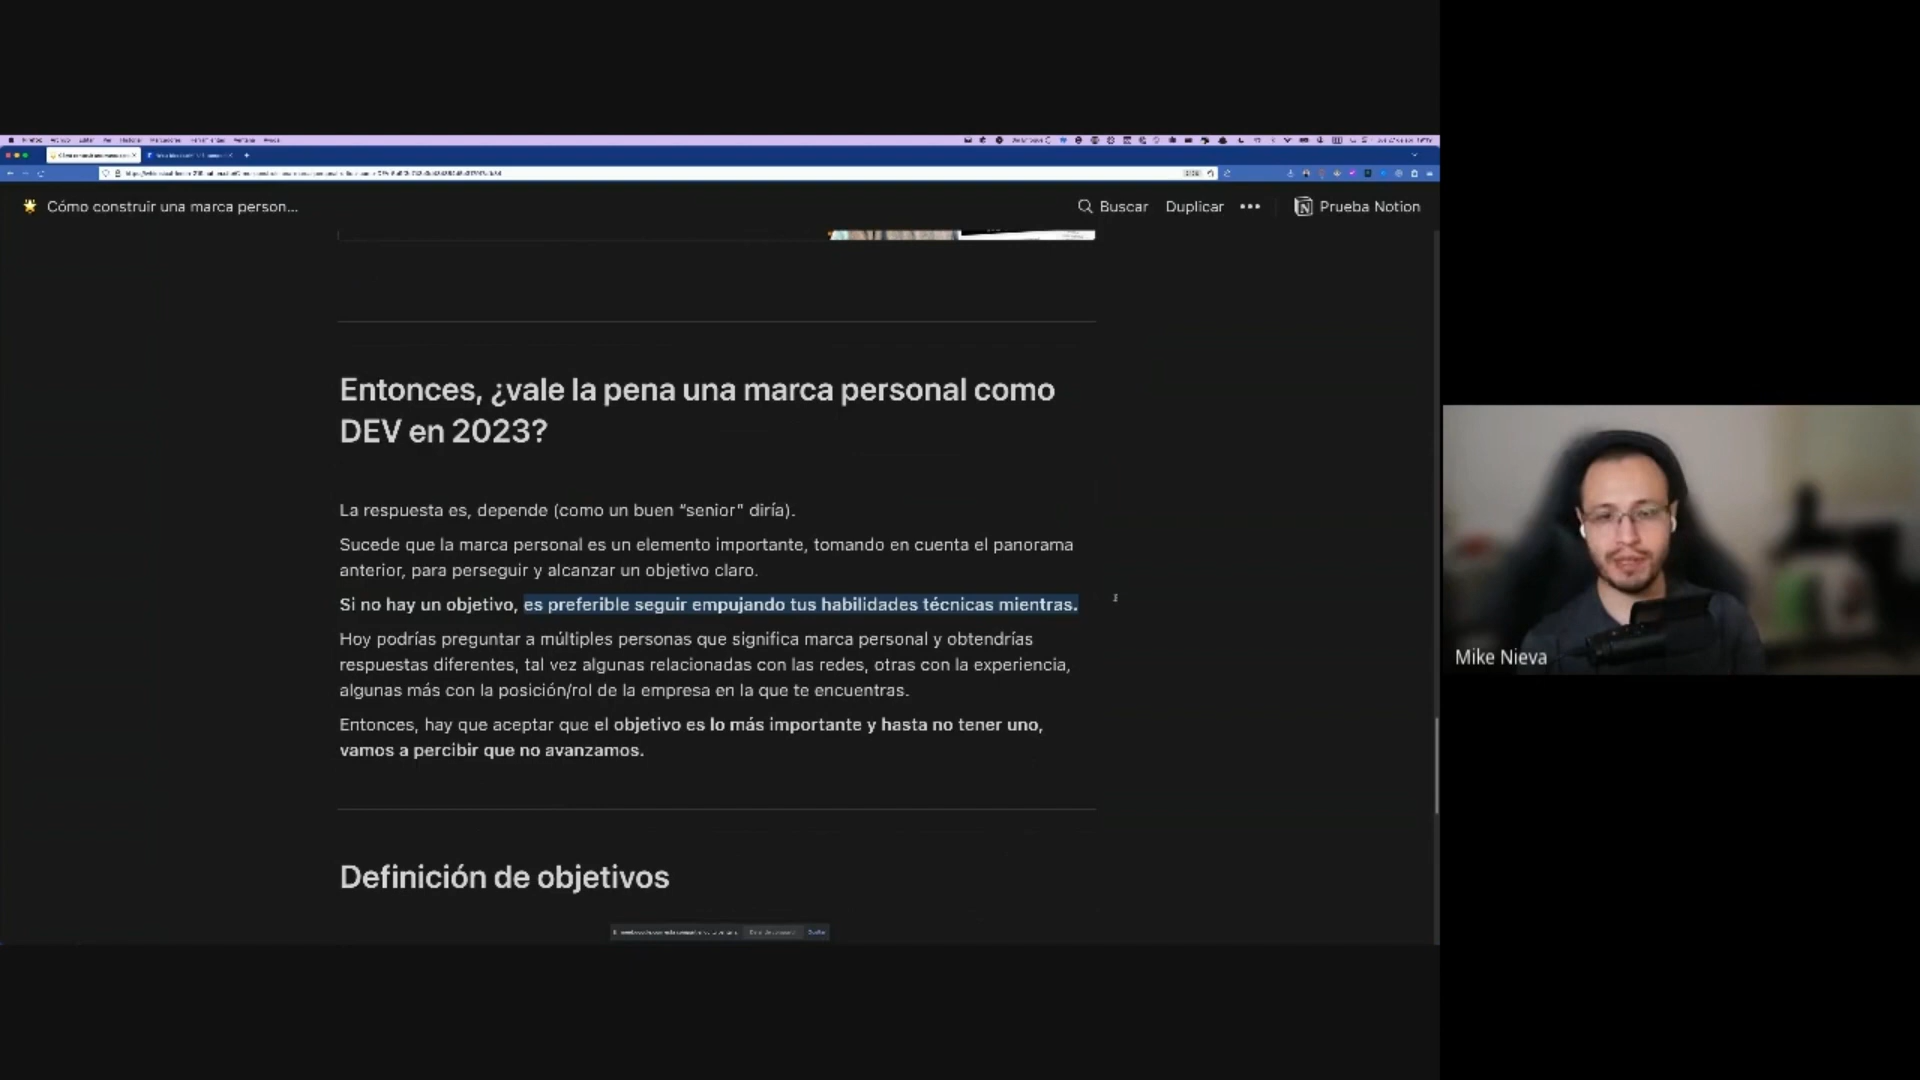 Cómo construir una marca person...
Buscar
Duplicar
Prueba Notion
Entonces, ¿vale la pena una marca personal como
DEV en 2023?
La respuesta es, depende (como un buen “senior” diría).
Sucede que la marca personal es un elemento importante, tomando en cuenta el panorama
anterior, para perseguir y alcanzar un objetivo claro.
Si no hay un objetivo, es preferible seguir empujando tus habilidades técnicas mientras.
Hoy podrías preguntar a múltiples personas que significa marca personal y obtendrías
respuestas diferentes, tal vez algunas relacionadas con las redes, otras con la experiencia,
algunas más con la posición/rol de la empresa en la que te encuentras.
Entonces, hay que aceptar que el objetivo es lo más importante y hasta no tener uno,
vamos a percibir que no avanzamos.
Definición de objetivos
Mike Nieva